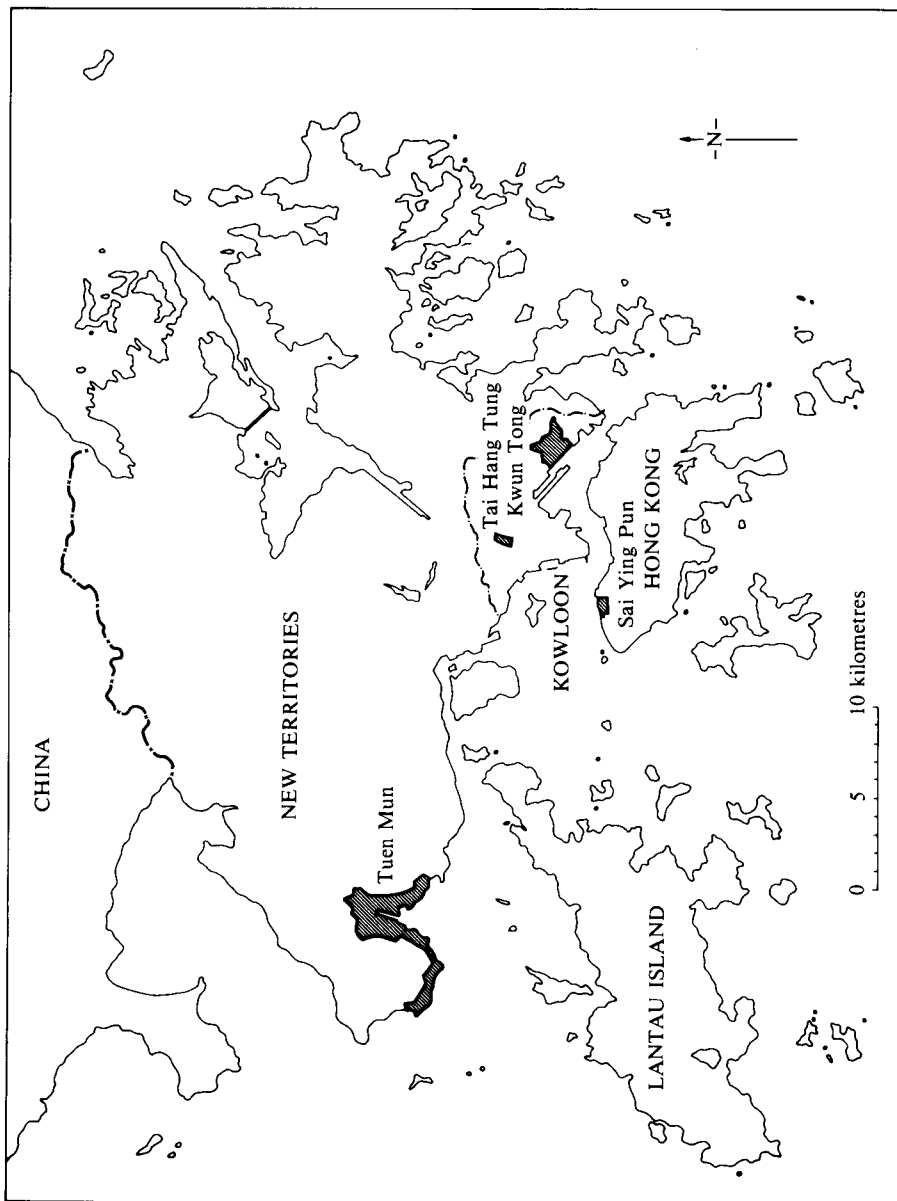 CHINA
NEW TERRITORIES
Tuen Mun
Tai Hang Tung
Kwun Tong
KOWLOON
Sai Ying Pun
HONG KONG
LANTAU ISLAND
0 5 10 kilometres
N